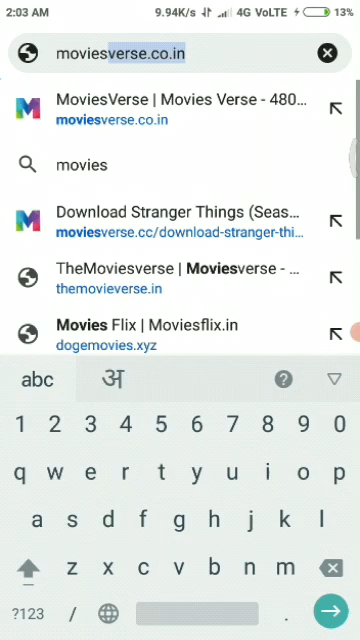 2:03 AM 9.94K/s 4G VoLTE 13%
moviesverse.co.in
MoviesVerse | Movies Verse - 480...
moviesverse.co.in
movies
Download Stranger Things (Seas...
moviesverse.cc/download-stranger-thi...
TheMoviesverse | Moviesverse - ...
themovieverse.in
Movies Flix | Moviesflix.in
dogemovies.xyz
abc अ ?
1 2 3 4 5 6 7 8 9 0
q w e r t y u i o p
a s d f g h j k l
z x c v b n m
?123 / .